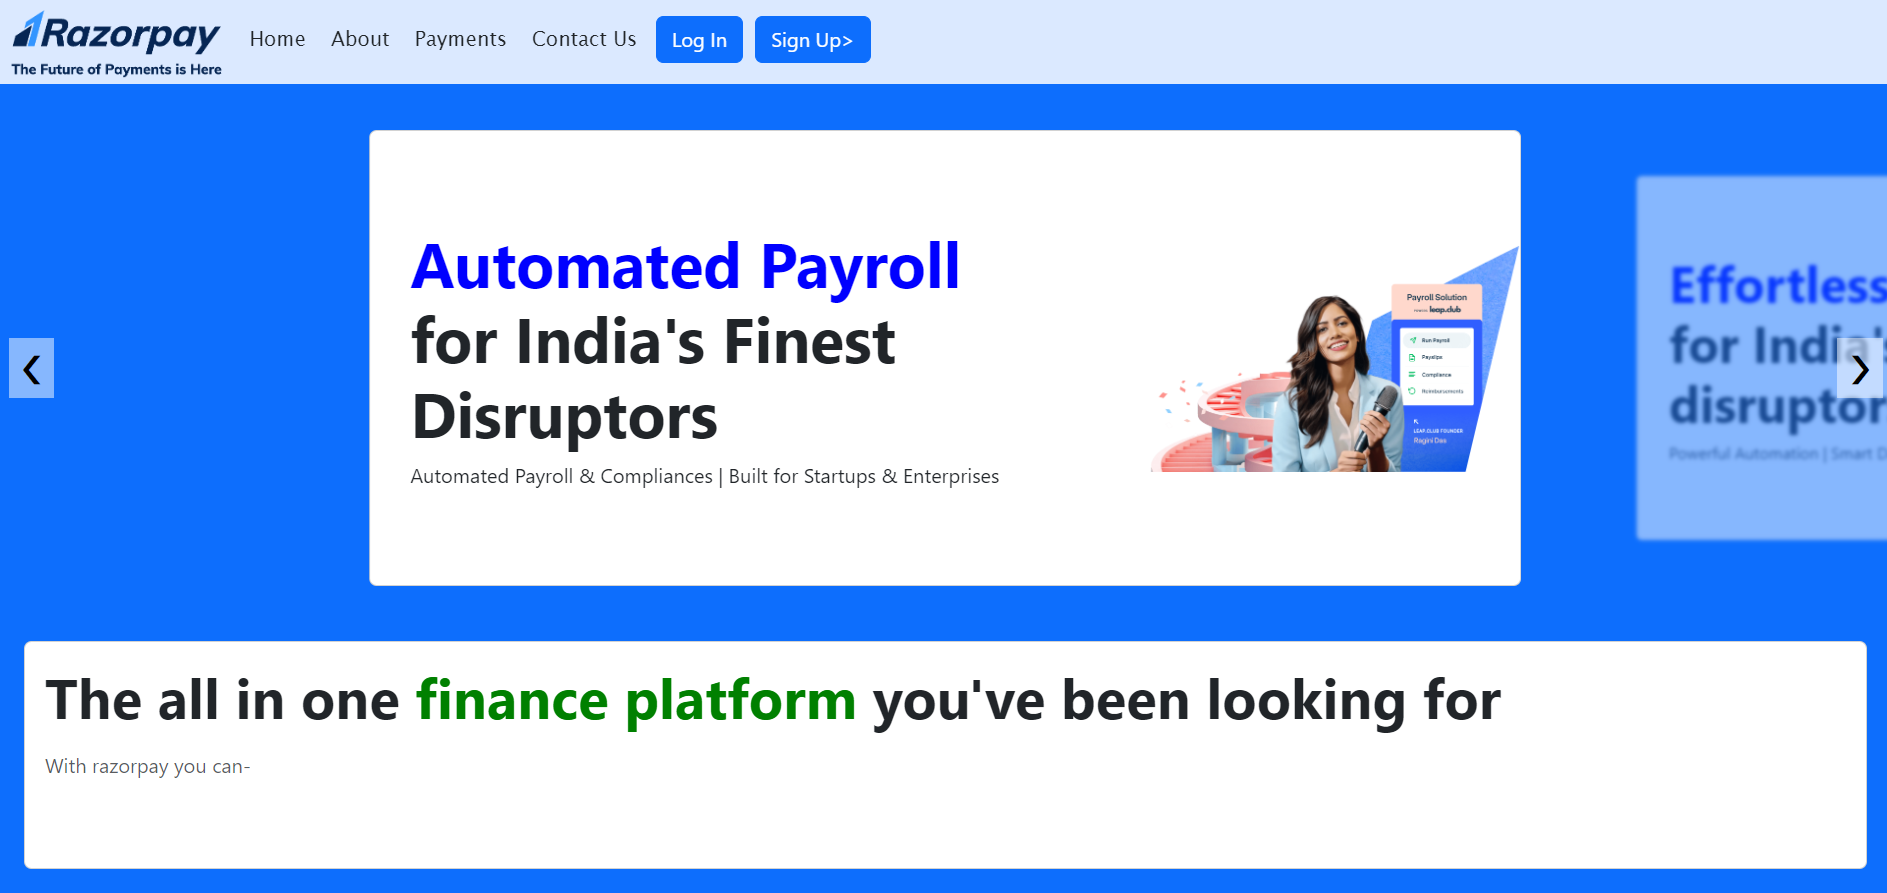 Razorpay
The Future of Payments is Here
Home About Payments Contact Us Log In Sign Up>
Automated Payroll
for India's Finest
Disruptors
Automated Payroll & Compliances | Built for Startups & Enterprises
Payroll Solution
leap.club
Run Payroll
Payslips
Compliance
Reimbursements
LEAP.CLUB FOUNDER
Ragini Das
❮
Effortless
for India's
disruptor
Powerful Automation | Smart D
❯
The all in one finance platform you've been looking for
With razorpay you can-